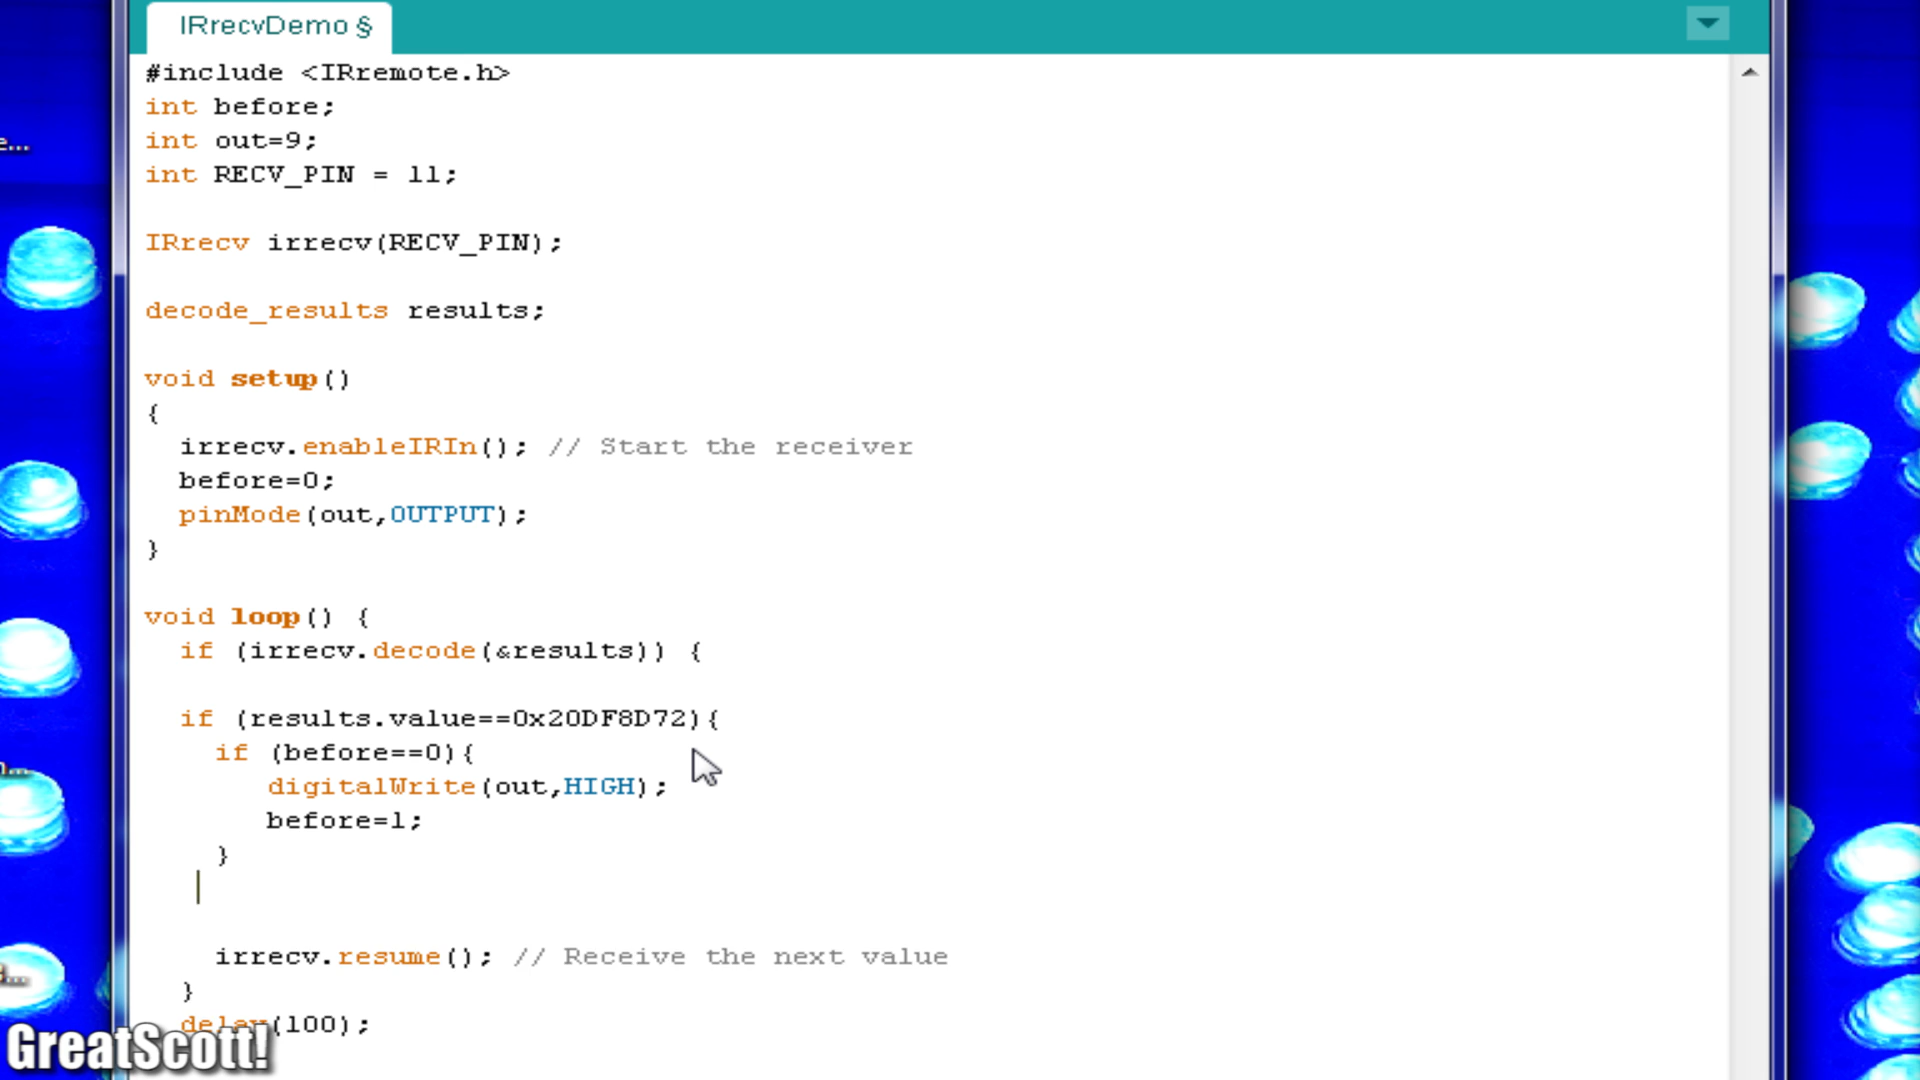 IRrecvDemo §
#include <IRremote.h>
int before;
int out=9;
int RECV_PIN = 11;
IRrecv irrecv(RECV_PIN);
decode_results results;
void setup()
{
irrecv.enableIRIn(); // Start the receiver
before=0;
pinMode(out,OUTPUT);
}
void loop() {
if (irrecv.decode(&results)) {
if (results.value==0x20DF8D72){
if (before==0){
digitalWrite(out,HIGH);
before=1;
}
irrecv.resume(); // Receive the next value
}
delay(100);
GreatScott!